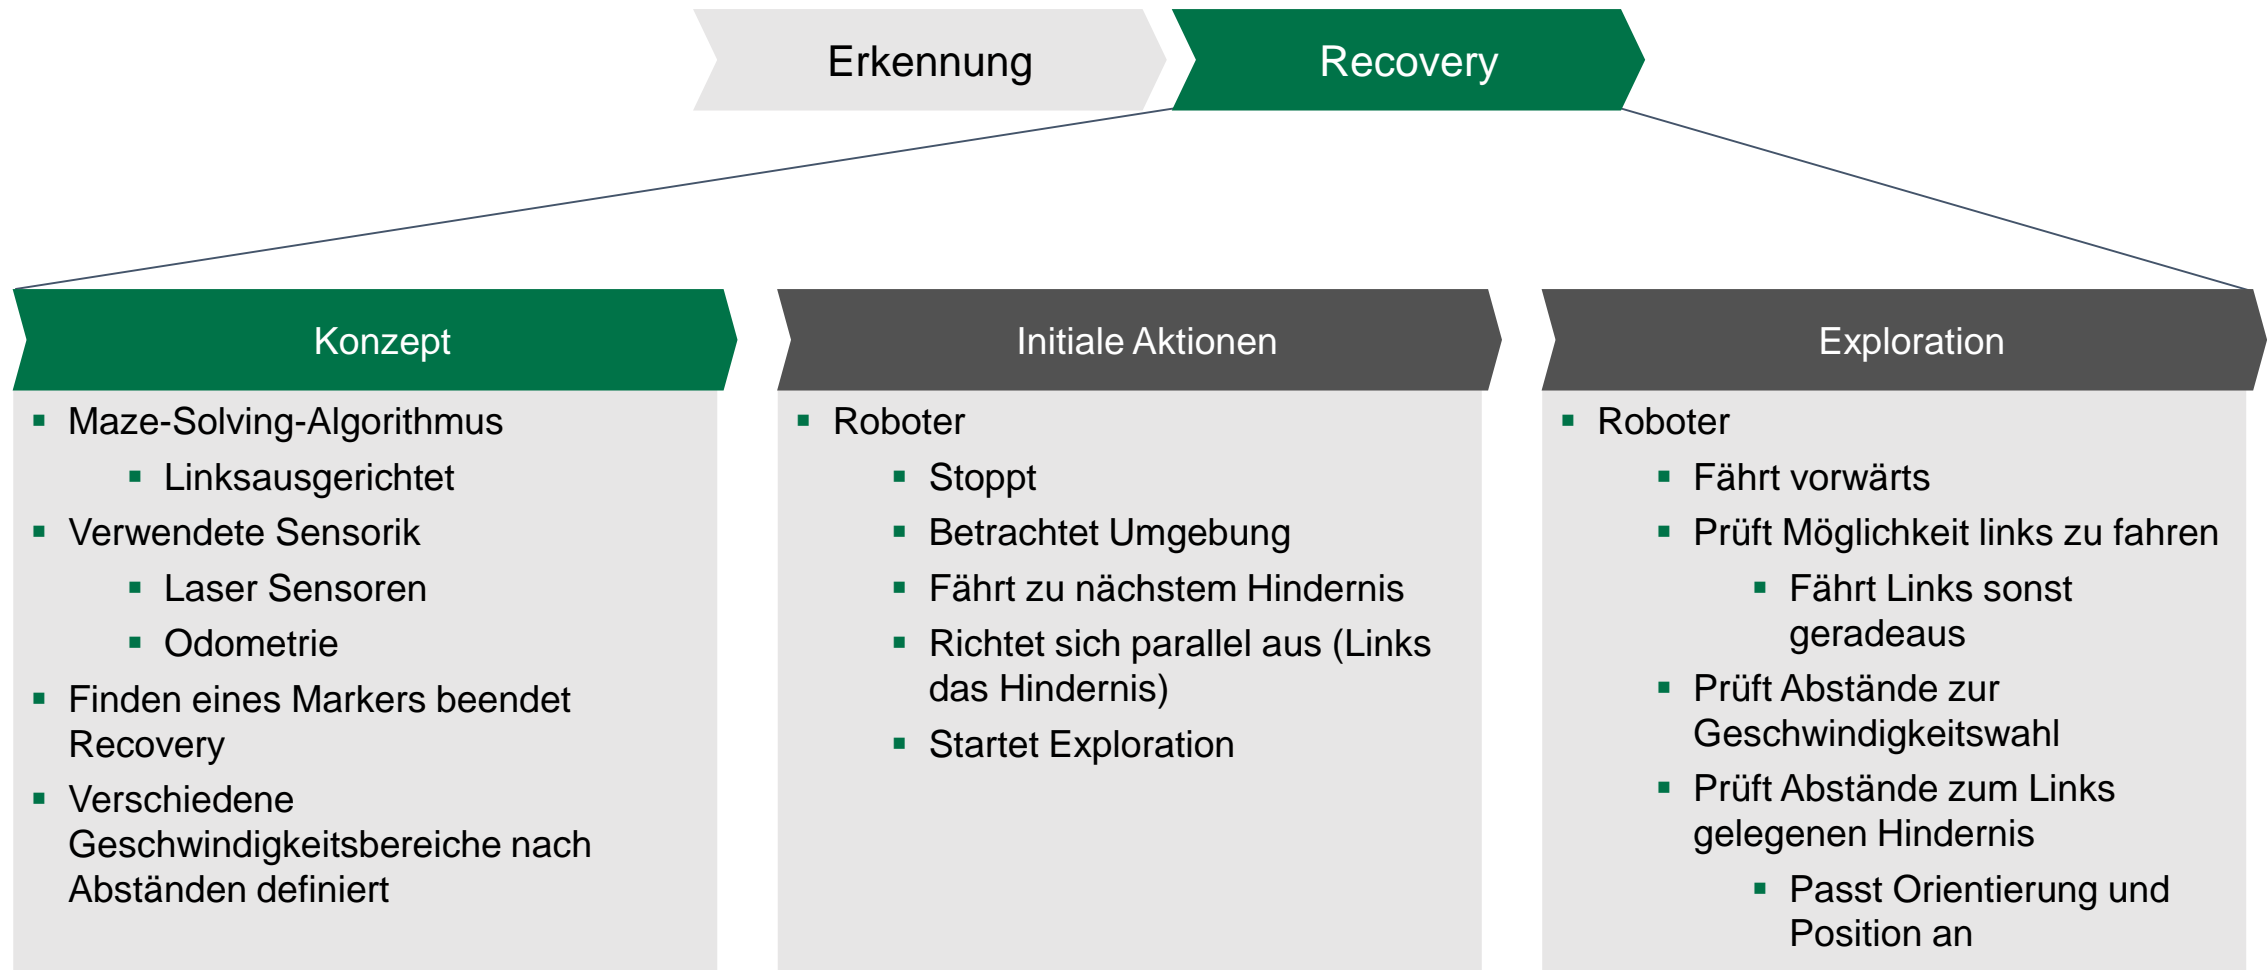 Erkennung
Recovery
Konzept
Maze-Solving-Algorithmus
Linksausgerichtet
Verwendete Sensorik
Laser Sensoren
Odometrie
Finden eines Markers beendet
Recovery
Verschiedene
Geschwindigkeitsbereiche nach
Abständen definiert
Initiale Aktionen
Roboter
Stoppt
Betrachtet Umgebung
Fährt zu nächstem Hindernis
Richtet sich parallel aus (Links
das Hindernis)
Startet Exploration
Exploration
Roboter
Fährt vorwärts
Prüft Möglichkeit links zu fahren
Fährt Links sonst
geradeaus
Prüft Abstände zur
Geschwindigkeitswahl
Prüft Abstände zum Links
gelegenen Hindernis
Passt Orientierung und
Position an